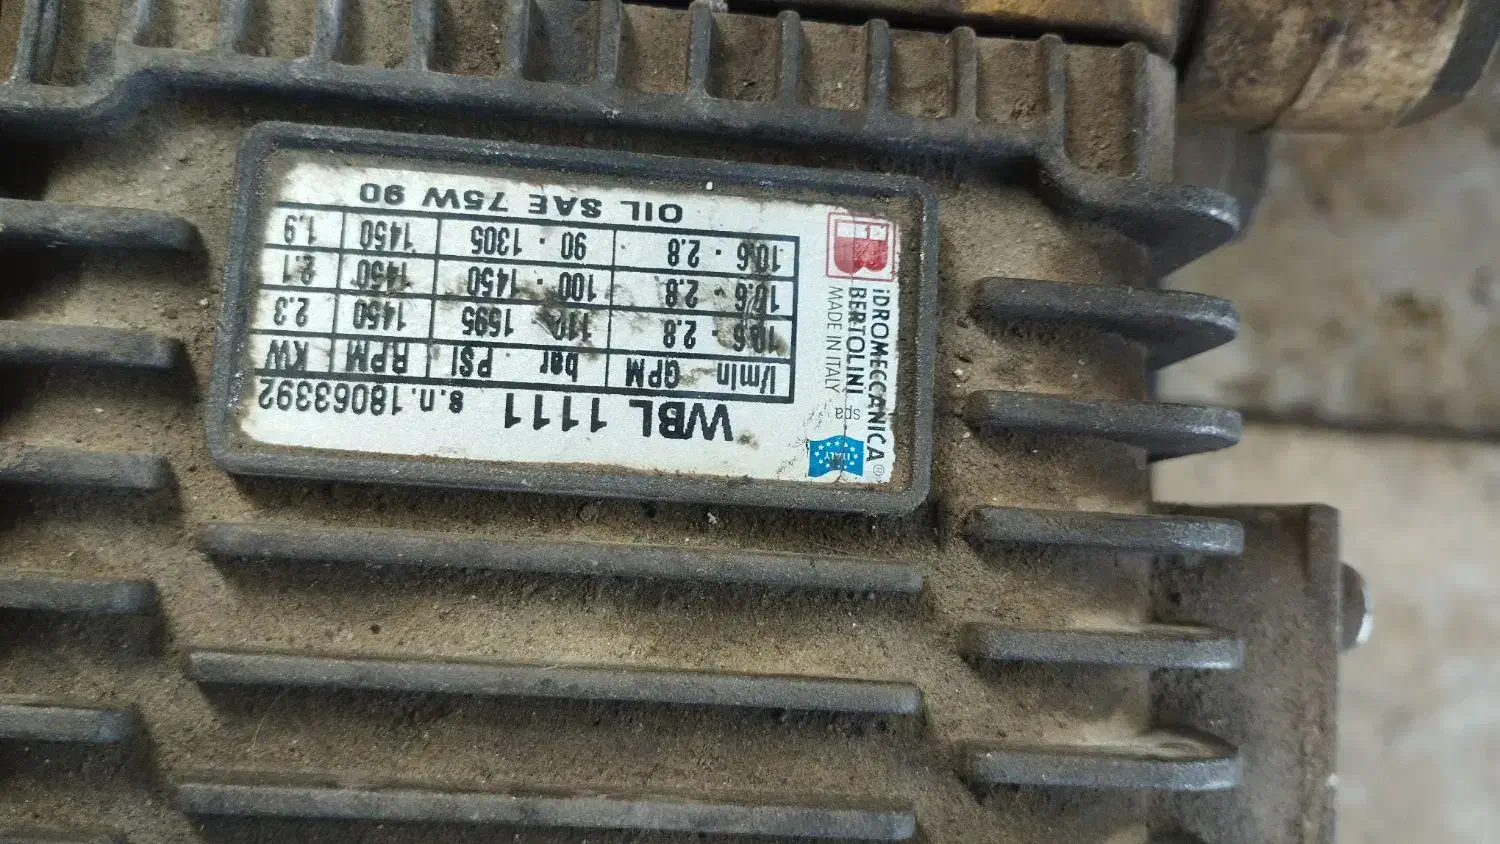 iDROMECCANICA®
BERTOLINI spa
MADE IN ITALY
ITALY
WBL 1111 s.n. 18063392
l/min GPM bar PSI RPM KW
10.6 - 2.8 110 - 1595 1450 2.3
10.6 - 2.8 100 - 1450 1450 2.1
10.6 - 2.8 90 - 1305 1450 1.9
OIL SAE 75W 90